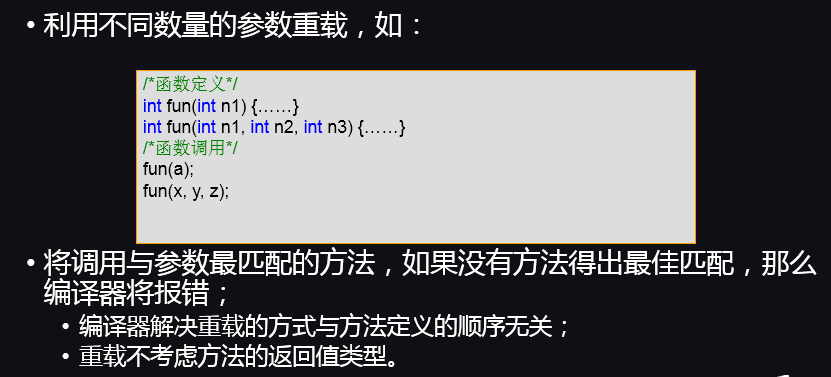 • 利用不同数量的参数重载，如：
/*函数定义*/
int fun(int n1) {……}
int fun(int n1, int n2, int n3) {……}
/*函数调用*/
fun(a);
fun(x, y, z);
• 将调用与参数最匹配的方法，如果没有方法得出最佳匹配，那么
编译器将报错；
• 编译器解决重载的方式与方法定义的顺序无关；
• 重载不考虑方法的返回值类型。